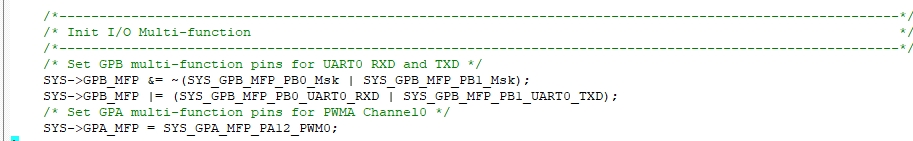 /*---------------------------------------------------------------------------------------------------------*/
/* Init I/O Multi-function                                                                                 */
/*---------------------------------------------------------------------------------------------------------*/
/* Set GPB multi-function pins for UART0 RXD and TXD */
SYS->GPB_MFP &= ~(SYS_GPB_MFP_PB0_Msk | SYS_GPB_MFP_PB1_Msk);
SYS->GPB_MFP |= (SYS_GPB_MFP_PB0_UART0_RXD | SYS_GPB_MFP_PB1_UART0_TXD);
/* Set GPA multi-function pins for PWMA Channel0 */
SYS->GPA_MFP = SYS_GPA_MFP_PA12_PWM0;